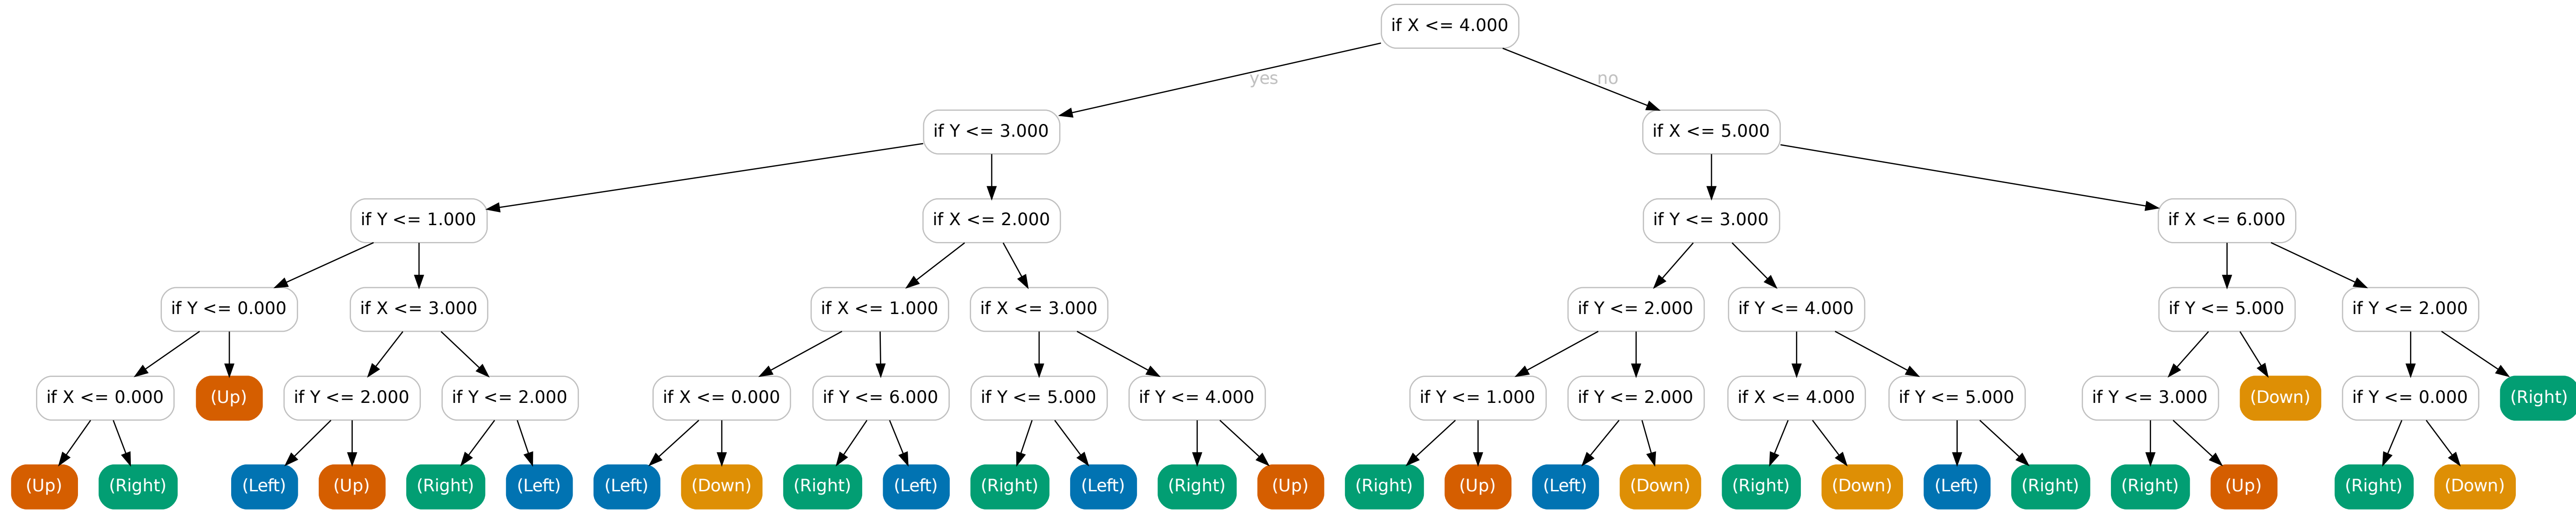 if X <= 4.000
yes
no
if Y <= 3.000
if X <= 5.000
if Y <= 1.000
if X <= 2.000
if Y <= 3.000
if X <= 6.000
if Y <= 0.000
if X <= 3.000
if X <= 1.000
if X <= 3.000
if Y <= 2.000
if Y <= 4.000
if Y <= 5.000
if Y <= 2.000
if X <= 0.000
(Up)
if Y <= 2.000
if Y <= 2.000
if X <= 0.000
if Y <= 6.000
if Y <= 5.000
if Y <= 4.000
if Y <= 1.000
if Y <= 2.000
if X <= 4.000
if Y <= 5.000
if Y <= 3.000
(Down)
if Y <= 0.000
(Right)
(Up)
(Right)
(Left)
(Up)
(Right)
(Left)
(Left)
(Down)
(Right)
(Left)
(Right)
(Left)
(Right)
(Up)
(Right)
(Up)
(Left)
(Down)
(Right)
(Down)
(Left)
(Right)
(Right)
(Up)
(Right)
(Down)